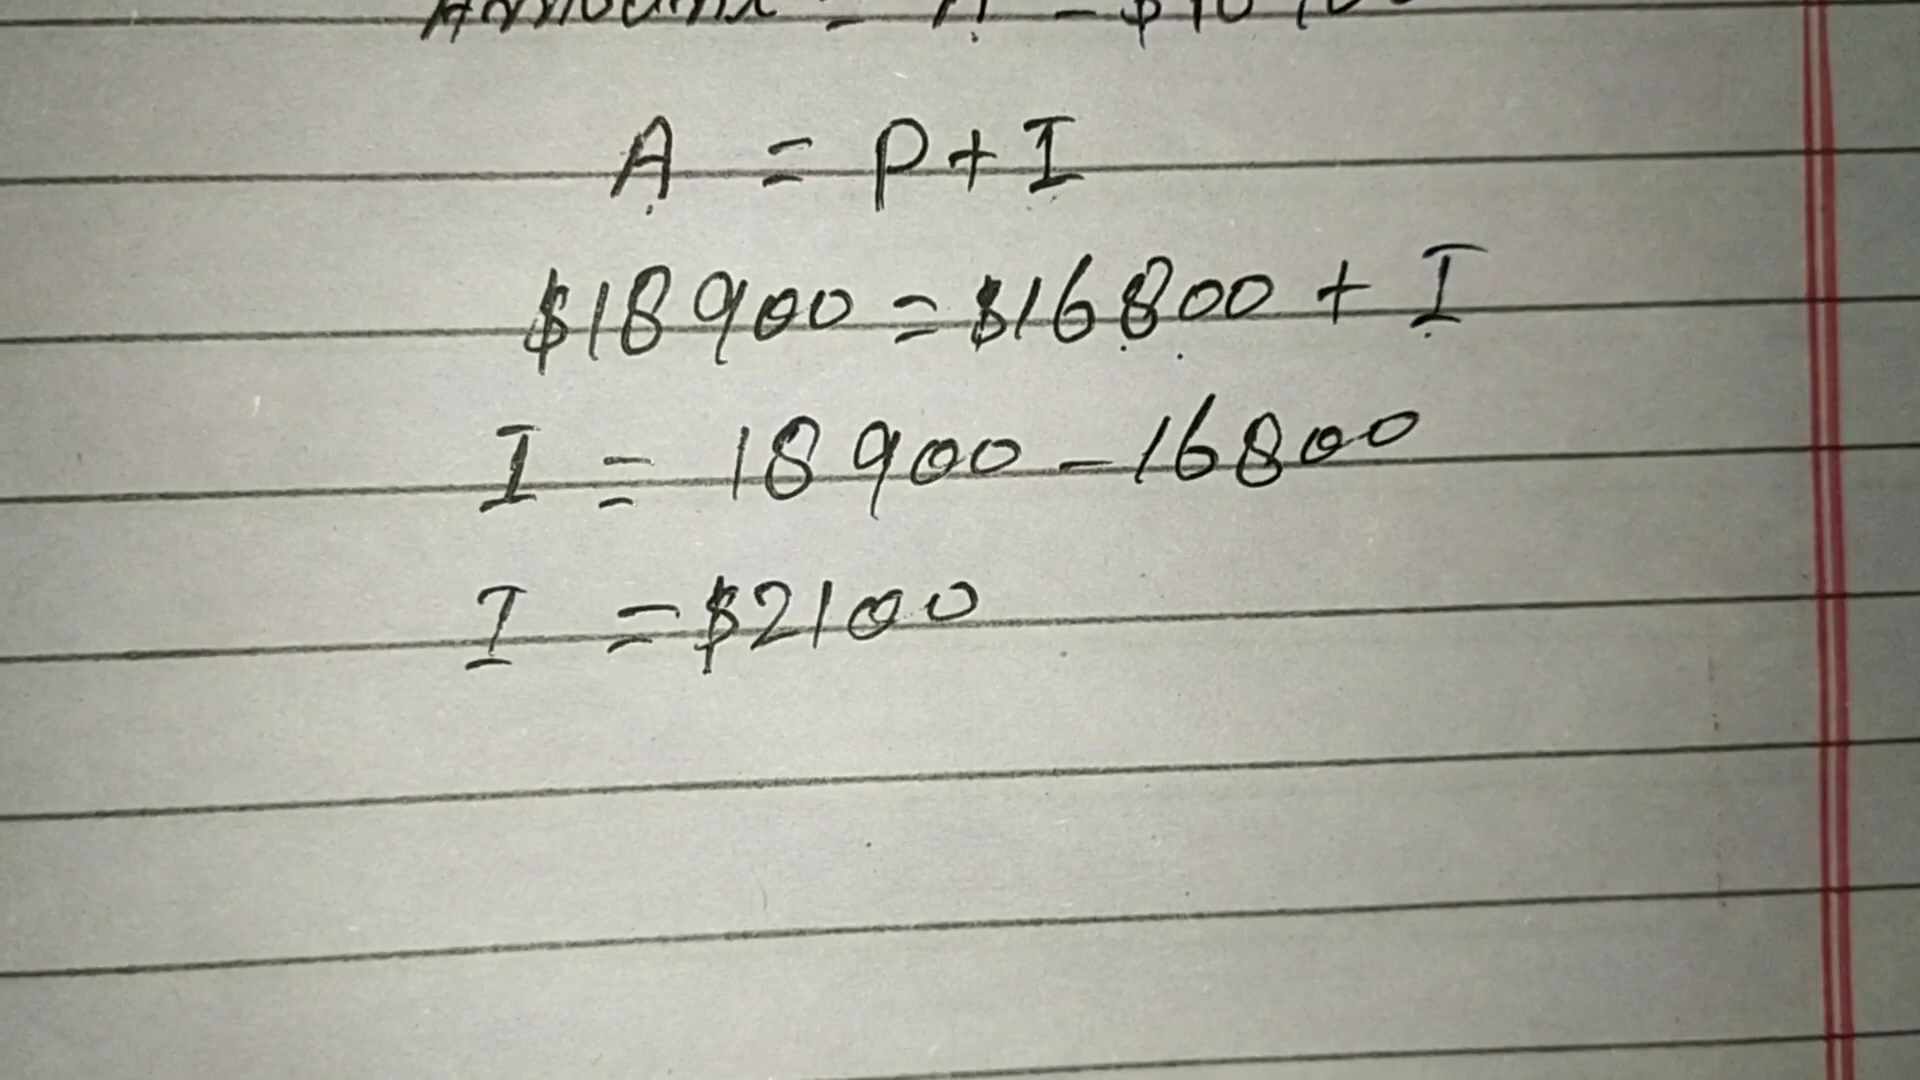 A = P + I
$18900 = $16800 + I
I = 18900 - 16800
I = $2100